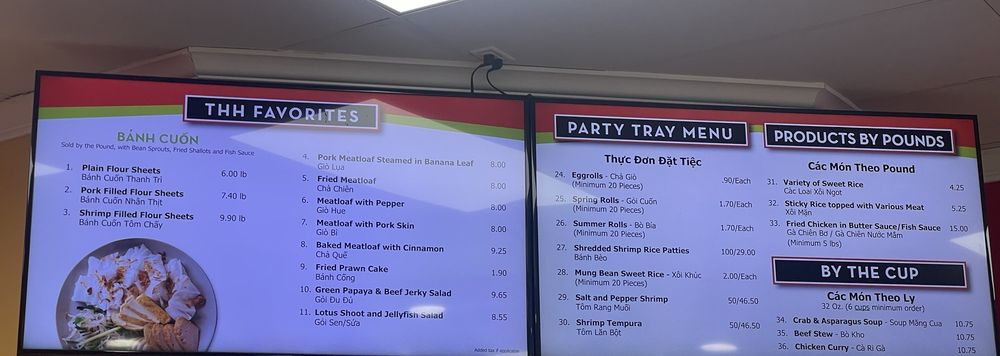 THH FAVORITES
BÁNH CUỐN
Sold by the Pound, with Bean Sprouts, Fried Shallots and Fish Sauce
1. Plain Flour Sheets 6.00 lb
Bánh Cuốn Thanh Trì
2. Pork Filled Flour Sheets 7.40 lb
Bánh Cuốn Nhân Thịt
3. Shrimp Filled Flour Sheets 9.90 lb
Bánh Cuốn Tôm Chấy
4. Pork Meatloaf Steamed in Banana Leaf 8.00
Giò Lụa
5. Fried Meatloaf 8.00
Chả Chiên
6. Meatloaf with Pepper 8.00
Giò Hue
7. Meatloaf with Pork Skin 8.00
Giò Bì
8. Baked Meatloaf with Cinnamon 9.25
Chả Quế
9. Fried Prawn Cake 1.90
Bánh Cống
10. Green Papaya & Beef Jerky Salad 9.65
Gỏi Đu Đủ
11. Lotus Shoot and Jellyfish Salad 8.55
Gỏi Sen/Sứa
Added tax if applicable
PARTY TRAY MENU
Thực Đơn Đặt Tiệc
24. Eggrolls - Chả Giò .90/Each
(Minimum 20 Pieces)
25. Spring Rolls - Gỏi Cuốn 1.70/Each
(Minimum 20 Pieces)
26. Summer Rolls - Bò Bía 1.70/Each
(Minimum 20 Pieces)
27. Shredded Shrimp Rice Patties 100/29.00
Bánh Bèo
28. Mung Bean Sweet Rice - Xôi Khúc 2.00/Each
(Minimum 20 Pieces)
29. Salt and Pepper Shrimp 50/46.50
Tôm Rang Muối
30. Shrimp Tempura 50/46.50
Tôm Lăn Bột
PRODUCTS BY POUNDS
Các Món Theo Pound
31. Variety of Sweet Rice 4.25
Các Loại Xôi Ngọt
32. Sticky Rice topped with Various Meat 5.25
Xôi Mặn
33. Fried Chicken in Butter Sauce/Fish Sauce 15.00
Gà Chiên Bơ / Gà Chiên Nước Mắm
(Minimum 5 lbs)
BY THE CUP
Các Món Theo Ly
32 Oz. (6 cups minimum order)
34. Crab & Asparagus Soup - Soup Măng Cua 10.75
35. Beef Stew - Bò Kho 10.75
36. Chicken Curry - Cà Ri Gà 10.75